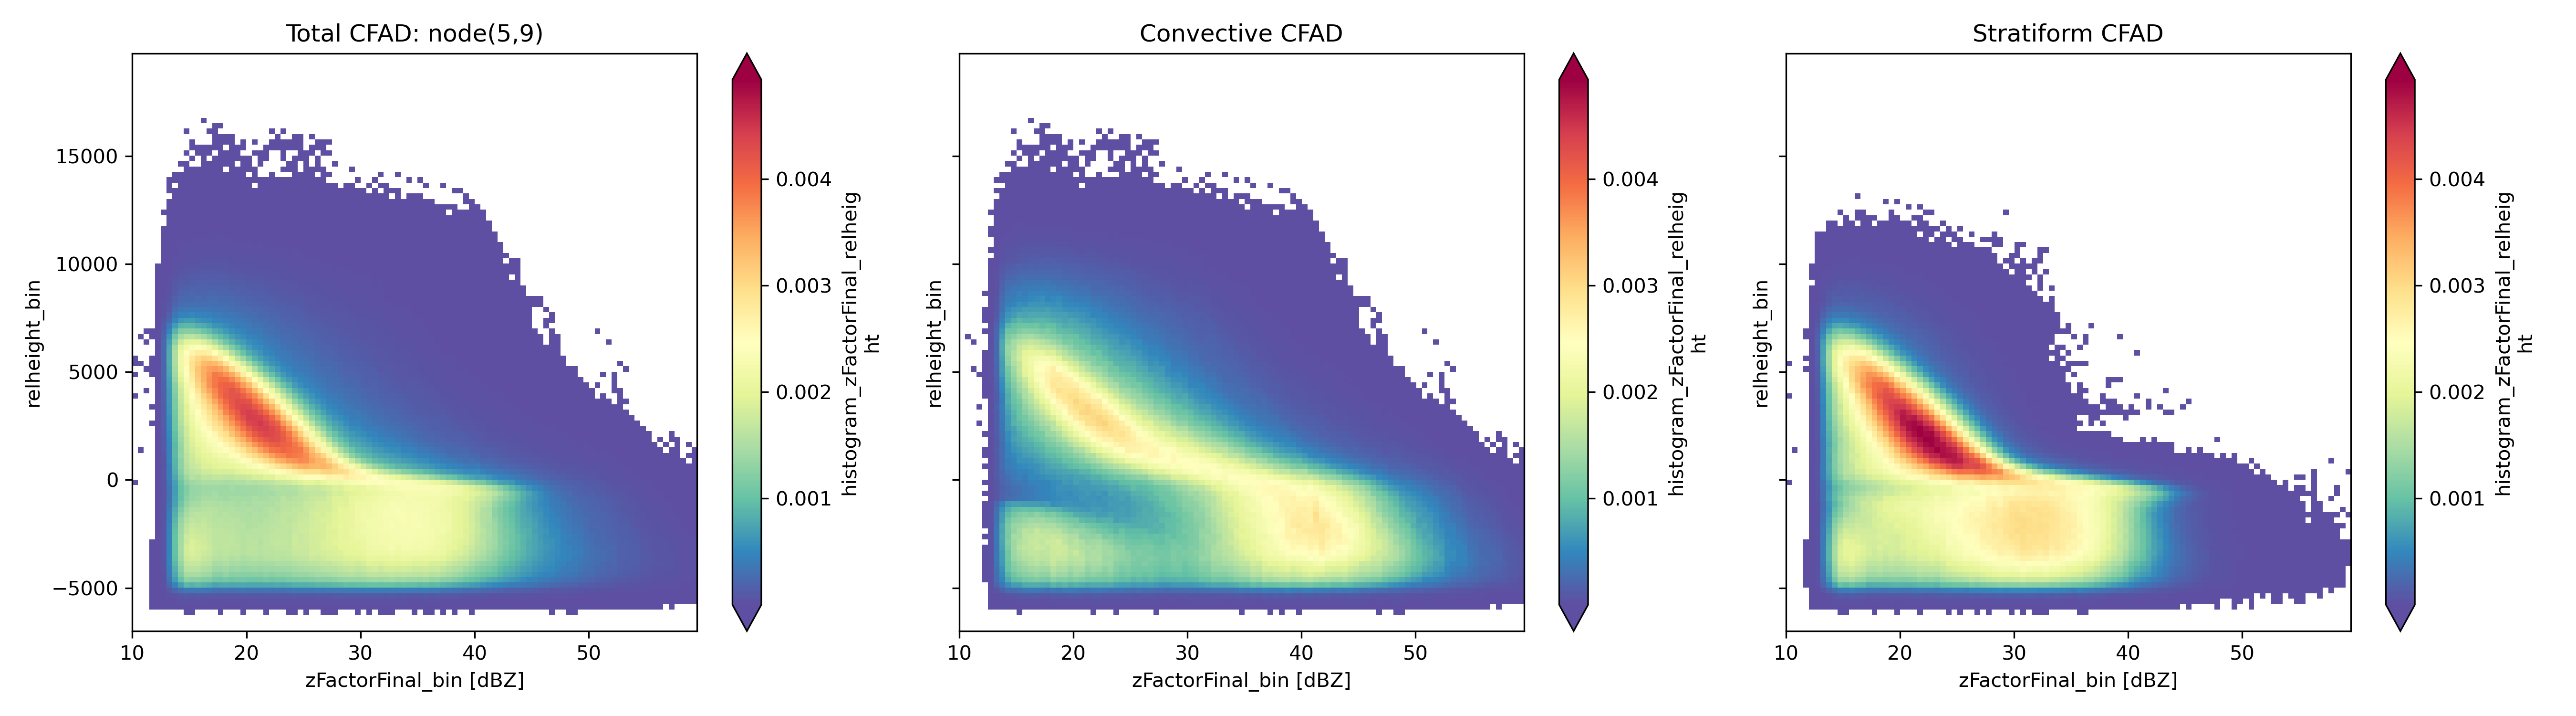 Total CFAD: node(5,9)
15000
10000
5000
0
−5000
relheight_bin
10
20
30
40
50
zFactorFinal_bin [dBZ]
0.004
0.003
0.002
0.001
histogram_zFactorFinal_relheig
ht
Convective CFAD
relheight_bin
10
20
30
40
50
zFactorFinal_bin [dBZ]
0.004
0.003
0.002
0.001
histogram_zFactorFinal_relheig
ht
Stratiform CFAD
relheight_bin
10
20
30
40
50
zFactorFinal_bin [dBZ]
0.004
0.003
0.002
0.001
histogram_zFactorFinal_relheig
ht